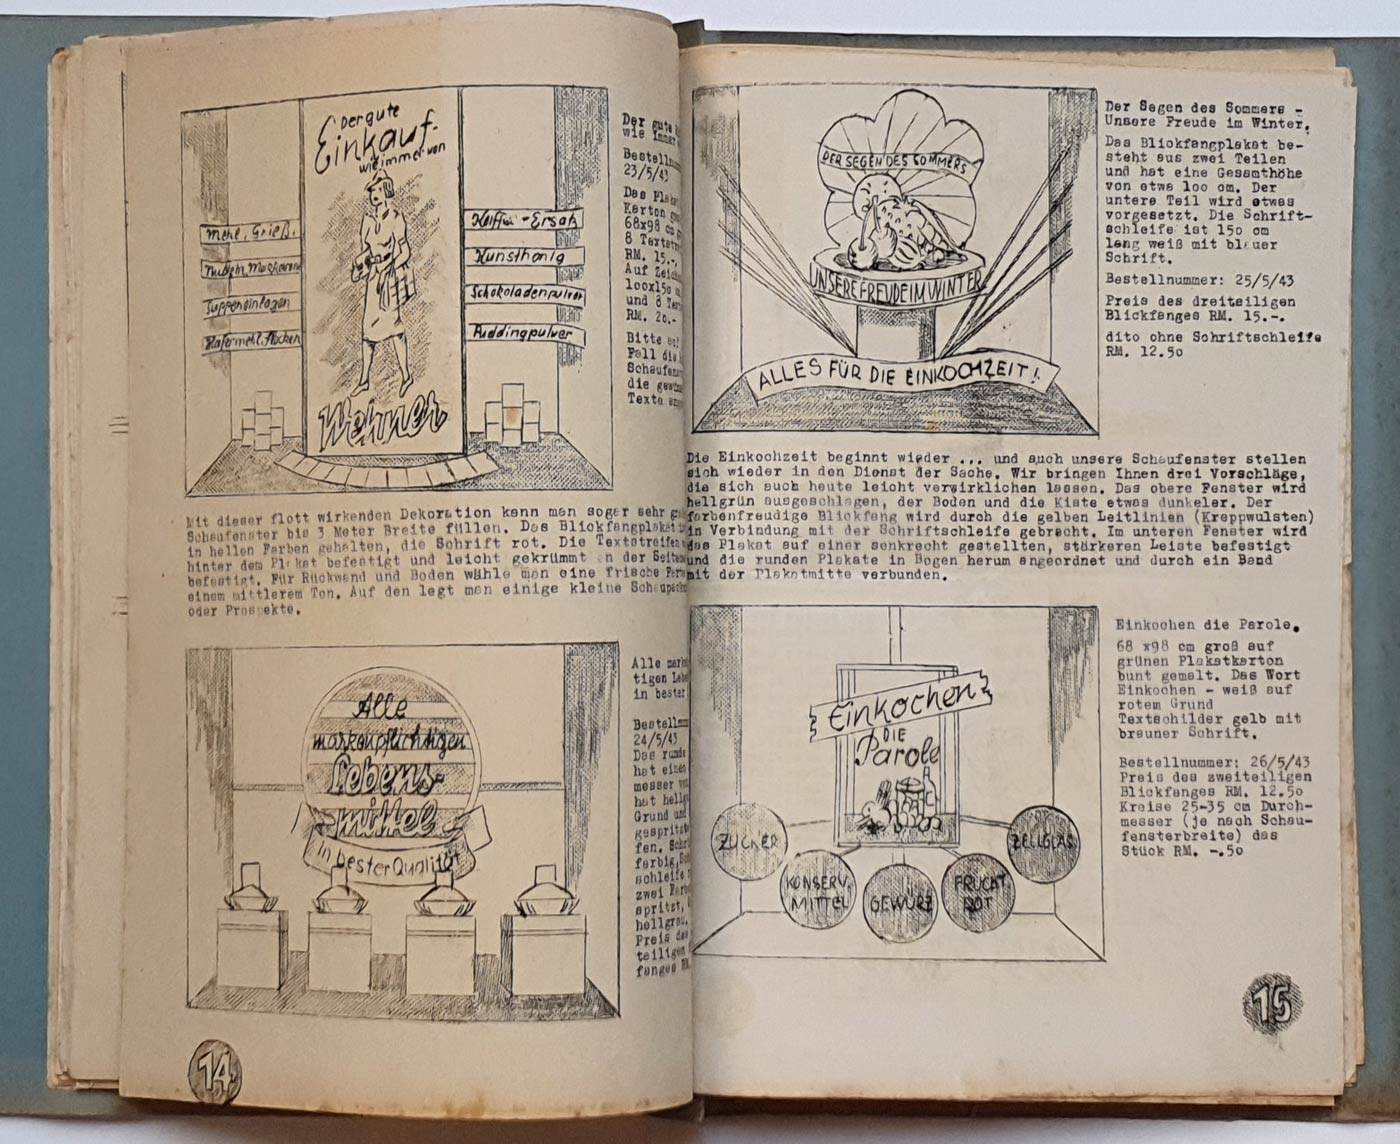 Der gute
Einkauf-
wie immer von
Mehl, Grieß,
Nudeln, Makkaroni
Suppeneinlagen
Hafermehl, flocken
Kaffee-Ersatz
Kunsthonig
Schokoladenpulver
Puddingpulver
Wehner
Der gute
wie immer
Bestellnu
23/5/43
Das Plak
Karton
68x98 cm
8 Textstr
RM. 15.-,
Auf
100x150
und 8 Tex
RM. 20.-
Bitte
Fall die
Schaufens
die gewün
Texte
Mit dieser flott wirkenden Dekoration kann man sogar sehr
Schaufenster bis 3 Meter Breite füllen. Das Blickfangplakat
in hellen Farben gehalten, die Schrift rot. Die Textstreifen
hinter dem Plakat befestigt und leicht gekrümmt an der Seiten
befestigt. Für Rückwand und Boden wähle man eine frische
einem mittlerem Ton. Auf den legt man einige kleine
oder Prospekte.
Alle
markenpflichtigen
Lebens-
mittel
in bester Qualität
Alle mark
tigen Leb
in bester
Bestellnu
24/5/43
Das runde
hat einen
messer vo
hat hellg
Grund und
gespritzt
fen. Schr
farbig,
schleife
zwei Farb
spritzt,
hellgrau.
Preis des
teiligen
fanges RM.
14
DER SEGEN DES SOMMERS
UNSERE FREUDE IM WINTER
ALLES FÜR DIE EINKOCHZEIT!
Der Segen des Sommers -
Unsere Freude im Winter.
Das Blickfangplakat be-
steht aus zwei Teilen
und hat eine Gesamthöhe
von etwa 100 cm. Der
untere Teil wird etwas
vorgesetzt. Die Schrift-
schleife ist 150 cm
lang weiß mit blauer
Schrift.
Bestellnummer: 25/5/43
Preis des dreiteiligen
Blickfanges RM. 15.-.
dito ohne Schriftschleife
RM. 12.50
Die Einkochzeit beginnt wieder ... und auch unsere Schaufenster stellen
sich wieder in den Dienst der Sache. Wir bringen Ihnen drei Vorschläge,
die sich auch heute leicht verwirklichen lassen. Das obere Fenster wird
hellgrün ausgeschlagen, der Boden und die Kiste etwas dunkeler. Der
farbenfreudige Blickfang wird durch die gelben Leitlinien (Kreppwulsten)
in Verbindung mit der Schriftschleife gebracht. Im unteren Fenster wird
das Plakat auf einer senkrecht gestellten, stärkeren Leiste befestigt
und die runden Plakate in Bogen herum angeordnet und durch ein Band
mit der Plakatmitte verbunden.
Einkochen
DIE
Parole
ZUCKER
KONSERV.
MITTEL
GEWÜRZ
FRUCHT
ROT
ZELLGLAS
Einkochen die Parole.
68 x98 cm groß auf
grünen Plakatkarton
bunt gemalt. Das Wort
Einkochen - weiß auf
rotem Grund
Textschilder gelb mit
brauner Schrift.
Bestellnummer: 26/5/43
Preis des zweiteiligen
Blickfanges RM. 12.50
Kreise 25-35 cm Durch-
messer (je nach Schau-
fensterbreite) das
Stück RM. -.50
15